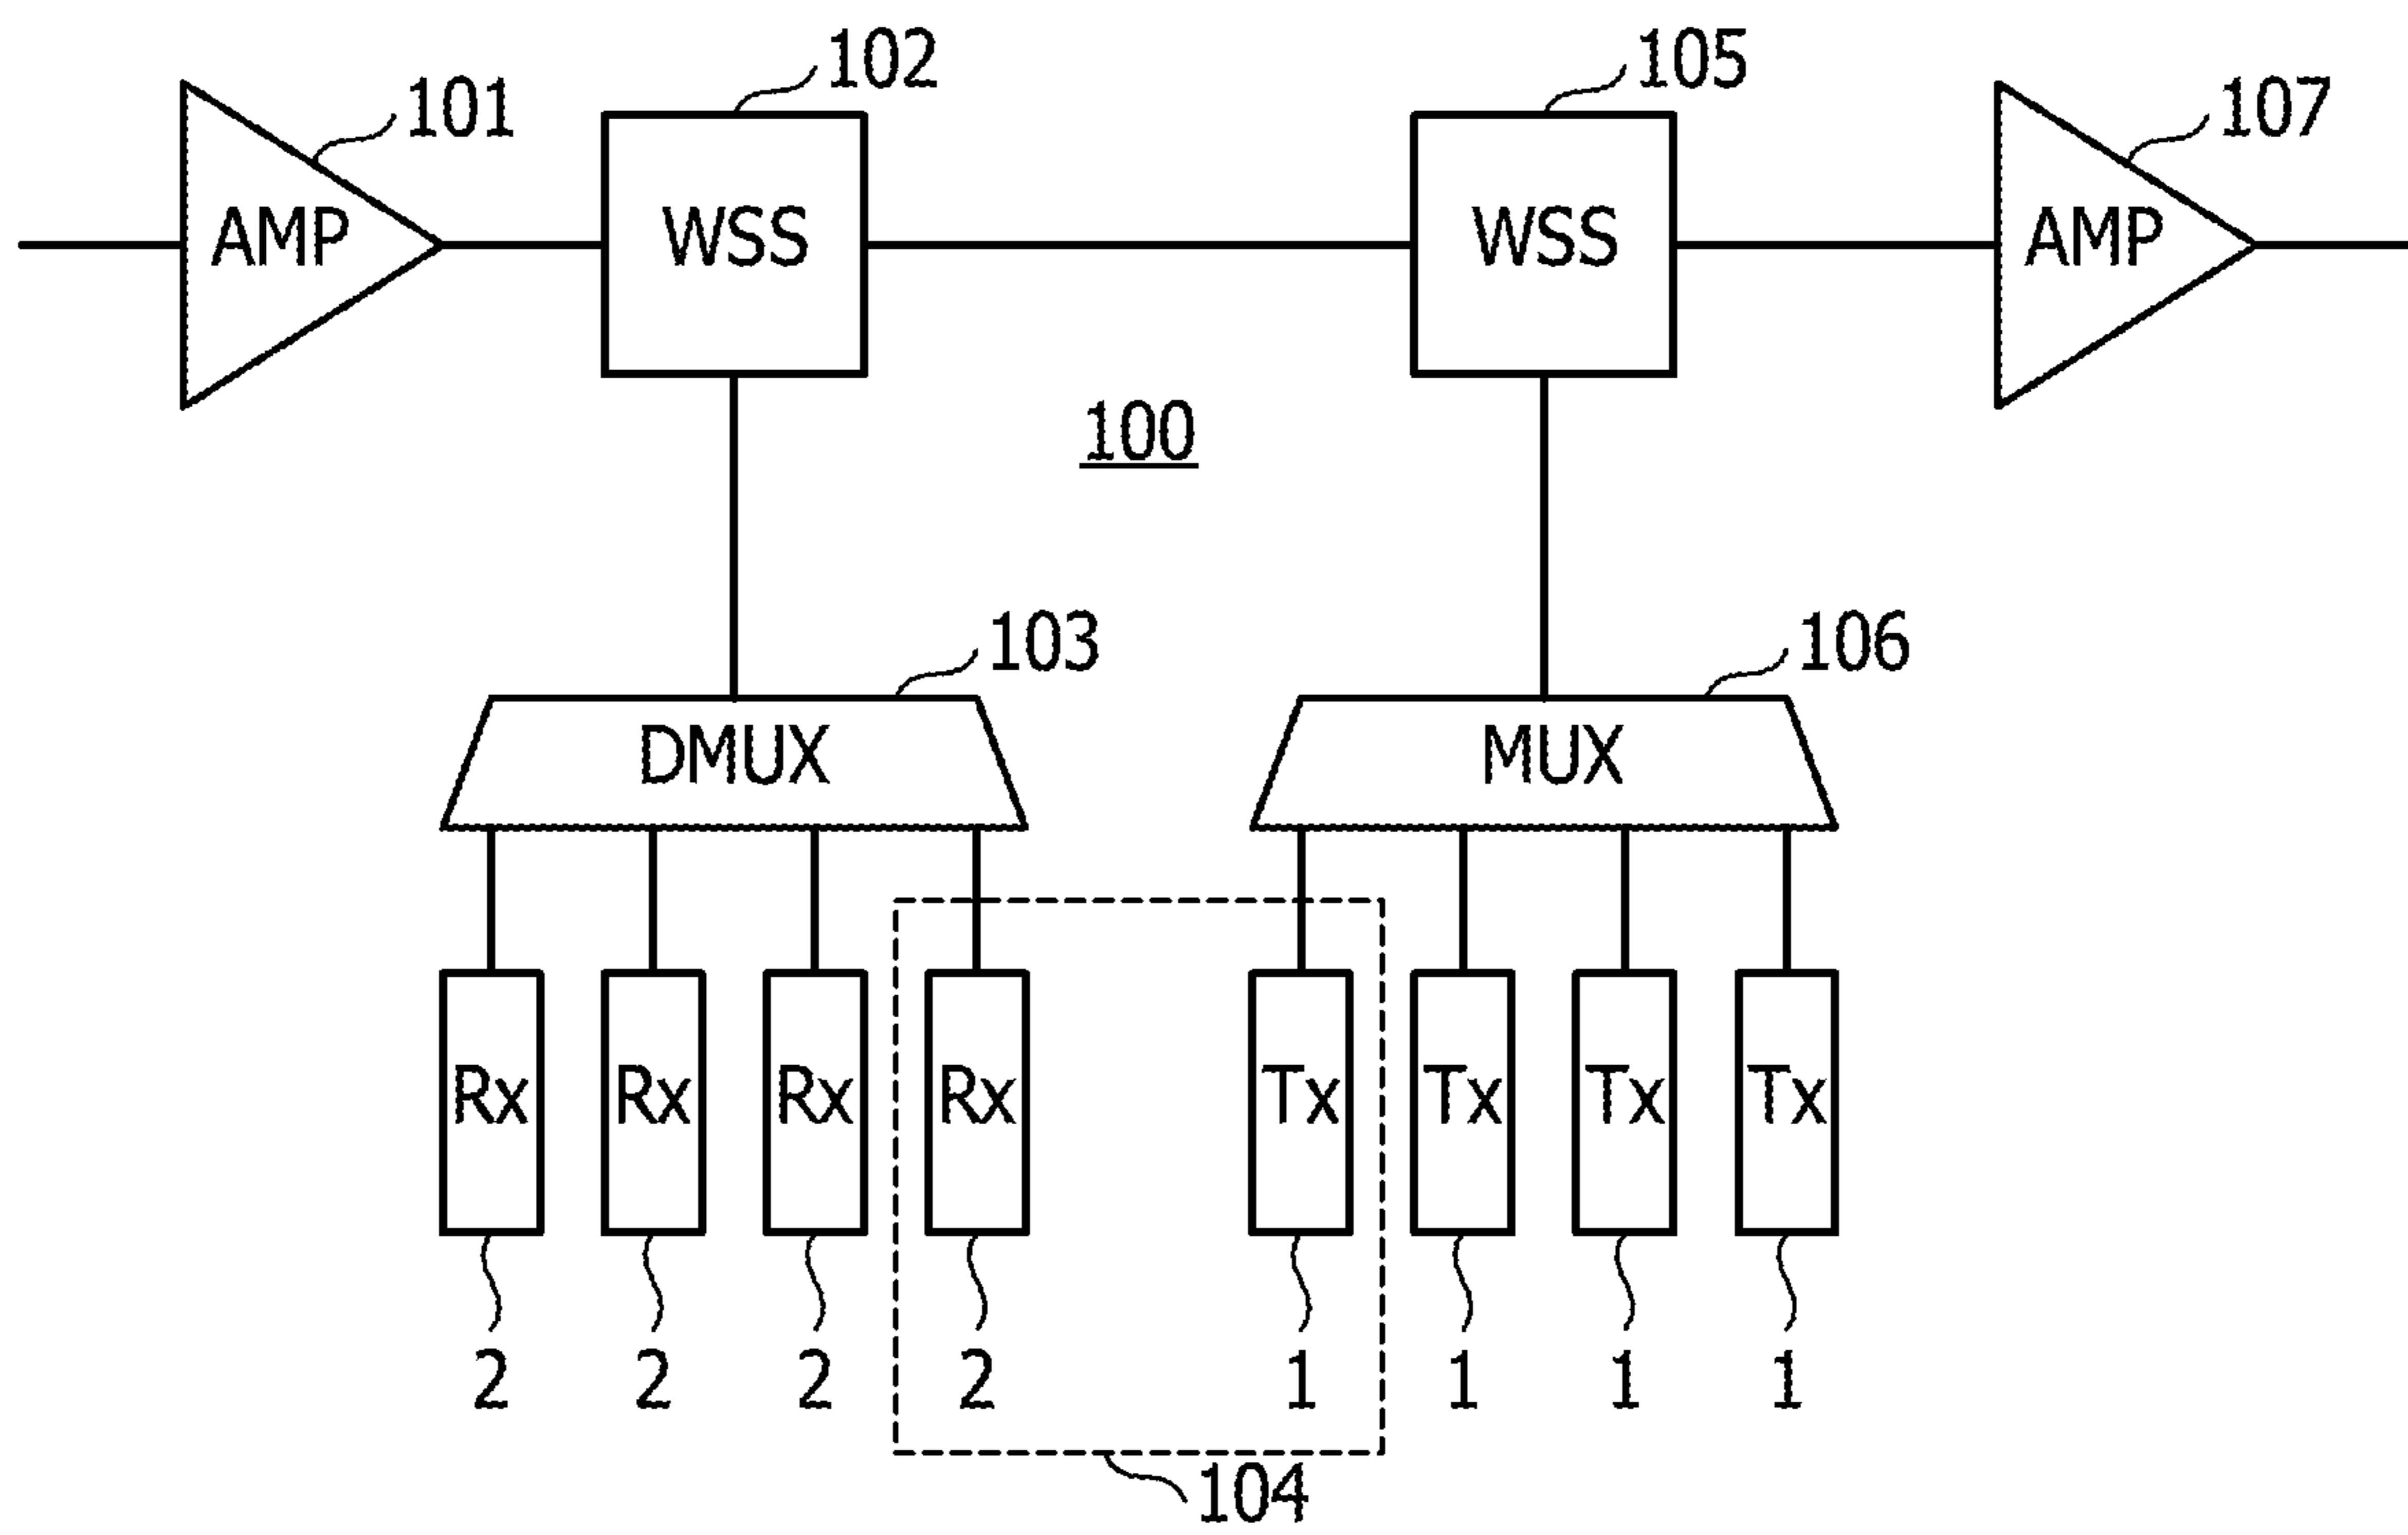 102 105
101 107
AMP WSS WSS AMP
100
103 106
DMUX MUX
Rx Rx Rx Rx Tx Tx Tx Tx
2 2 2 2 1 1 1 1
104